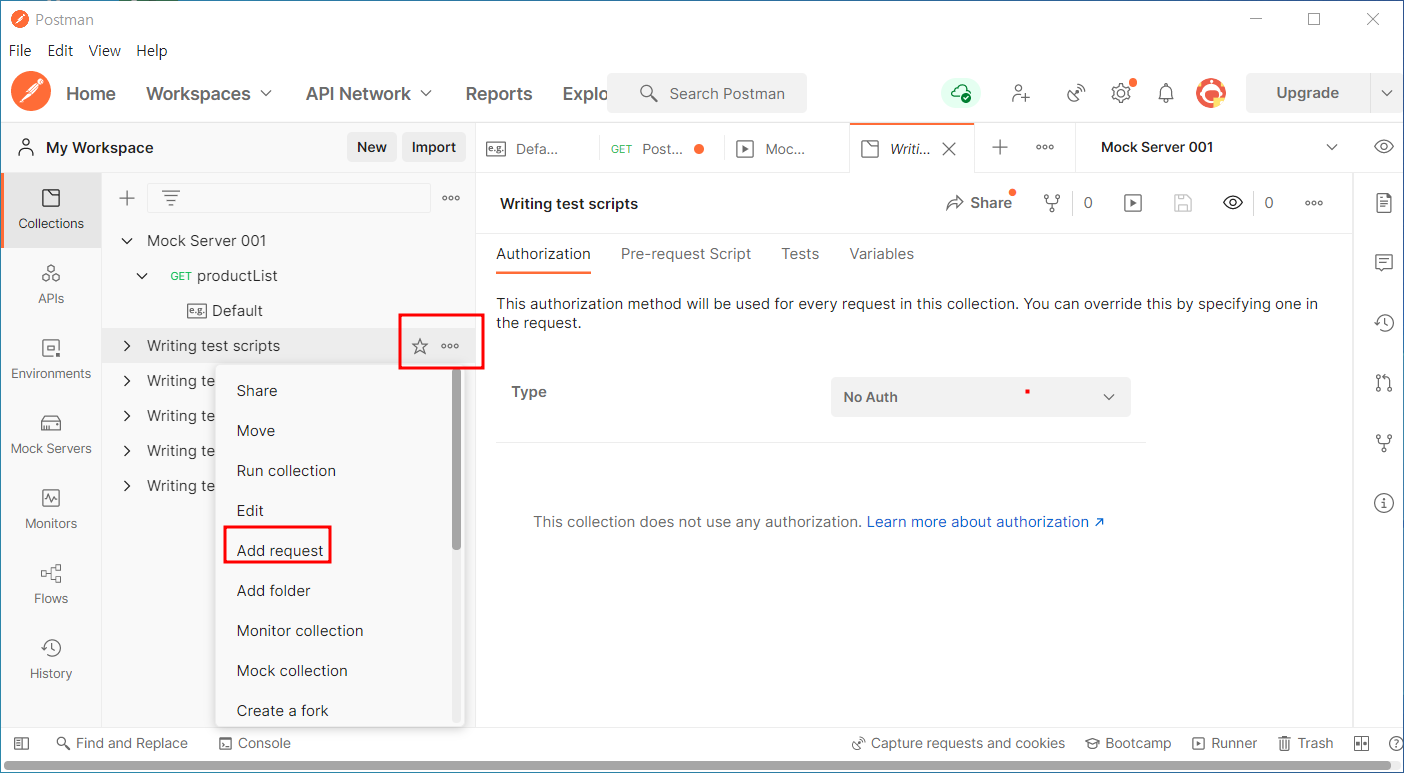 Postman
File Edit View Help
Home Workspaces API Network Reports Explo Search Postman Upgrade
My Workspace New Import
e.g. Defa... GET Post... Moc... Writi... Mock Server 001
Collections
APIs
Environments
Mock Servers
Monitors
Flows
History
Mock Server 001
GET productList
e.g. Default
Writing test scripts
Writing te
Writing te
Writing te
Writing te
Share
Move
Run collection
Edit
Add request
Add folder
Monitor collection
Mock collection
Create a fork
Writing test scripts Share 0 0
Authorization Pre-request Script Tests Variables
This authorization method will be used for every request in this collection. You can override this by specifying one in
the request.
Type No Auth
This collection does not use any authorization. Learn more about authorization ↗
Find and Replace Console Capture requests and cookies Bootcamp Runner Trash